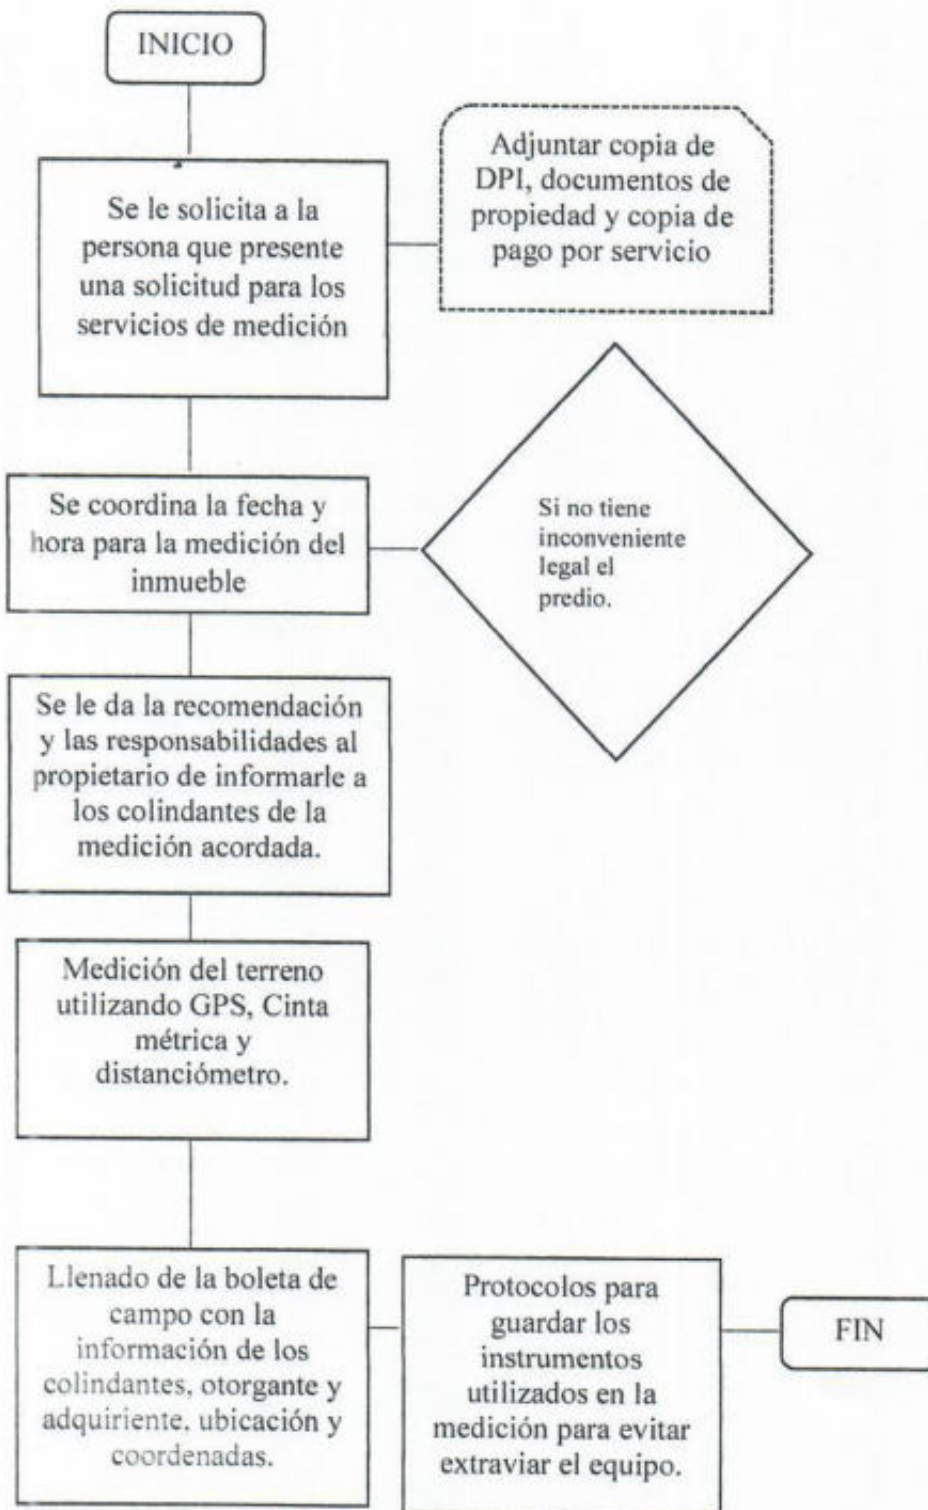 INICIO
Se le solicita a la
persona que presente
una solicitud para los
servicios de medición
Adjuntar copia de
DPI, documentos de
propiedad y copia de
pago por servicio
Se coordina la fecha y
hora para la medición del
inmueble
Si no tiene
inconveniente
legal el
predio.
Se le da la recomendación
y las responsabilidades al
propietario de informarle a
los colindantes de la
medición acordada.
Medición del terreno
utilizando GPS, Cinta
métrica y
distanciómetro.
Llenado de la boleta de
campo con la
información de los
colindantes, otorgante y
adquiriente, ubicación y
coordenadas.
Protocolos para
guardar los
instrumentos
utilizados en la
medición para evitar
extraviar el equipo.
FIN